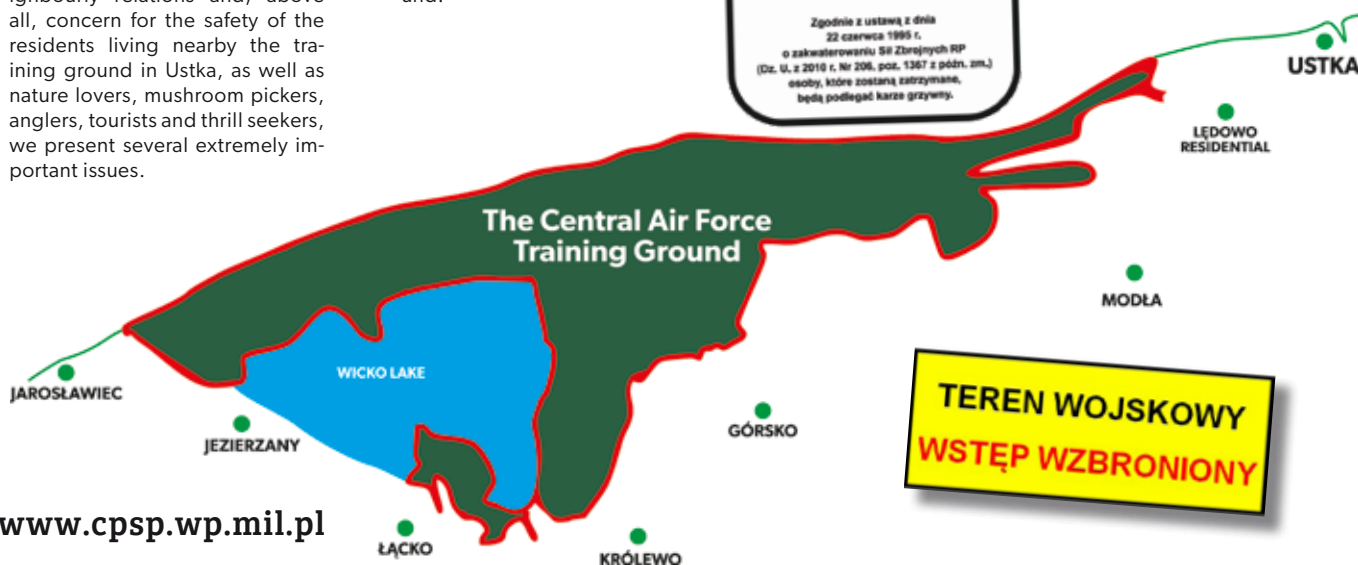 ighbourly relations and, above
all, concern for the safety of the
residents living nearby the tra-
ining ground in Ustka, as well as
nature lovers, mushroom pickers,
anglers, tourists and thrill seekers,
we present several extremely im-
portant issues.
Zgodnie z ustawą z dnia
22 czerwca 1995 r.
o zakwaterowaniu Sił Zbrojnych RP
(Dz. U. z 2010 r. Nr 206, poz. 1367 z późn. zm.)
osoby, które zostaną zatrzymane,
będą podlegać karze grzywny.
USTKA
LĘDOWO
RESIDENTIAL
The Central Air Force
Training Ground
MODŁA
WICKO LAKE
JAROSŁAWIEC
JEZIERZANY
GÓRSKO
TEREN WOJSKOWY
WSTĘP WZBRONIONY
www.cpsp.wp.mil.pl
ŁĄCKO
KRÓLEWO